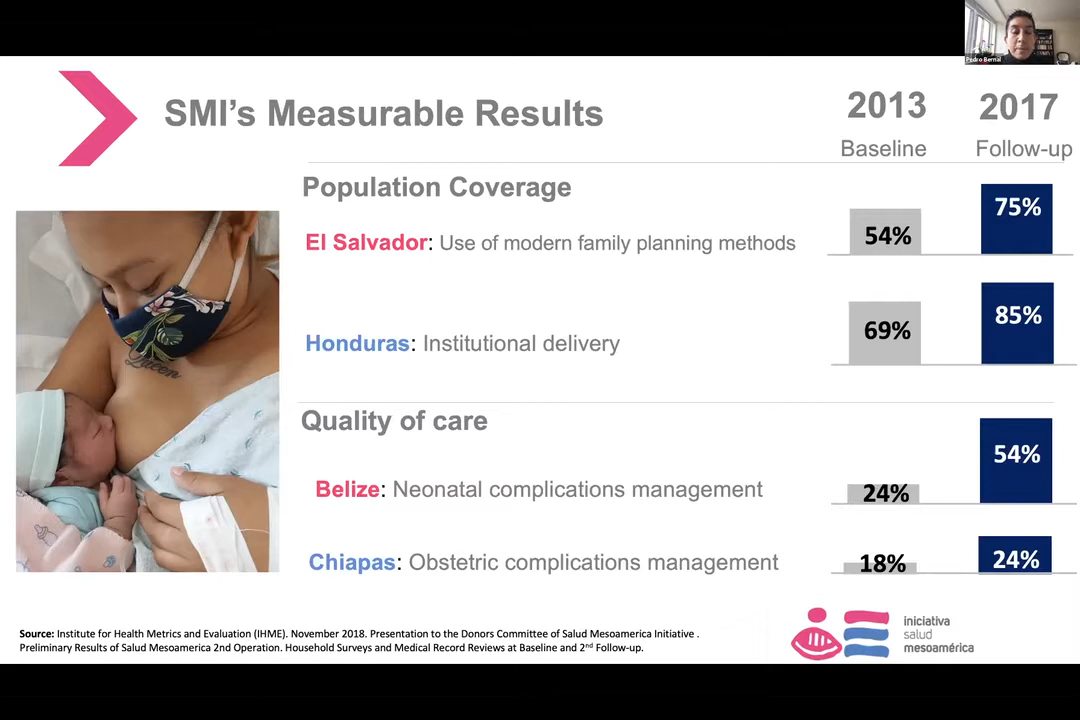 Pedro Bernal
SMI's Measurable Results
2013
2017
Baseline
Follow-up
Population Coverage
El Salvador: Use of modern family planning methods
54%
75%
Honduras: Institutional delivery
69%
85%
Quality of care
Belize: Neonatal complications management
24%
54%
Chiapas: Obstetric complications management
18%
24%
Queen
Source: Institute for Health Metrics and Evaluation (IHME). November 2018. Presentation to the Donors Committee of Salud Mesoamerica Initiative .
Preliminary Results of Salud Mesoamerica 2nd Operation. Household Surveys and Medical Record Reviews at Baseline and 2nd Follow-up.
iniciativa
salud
mesoamérica